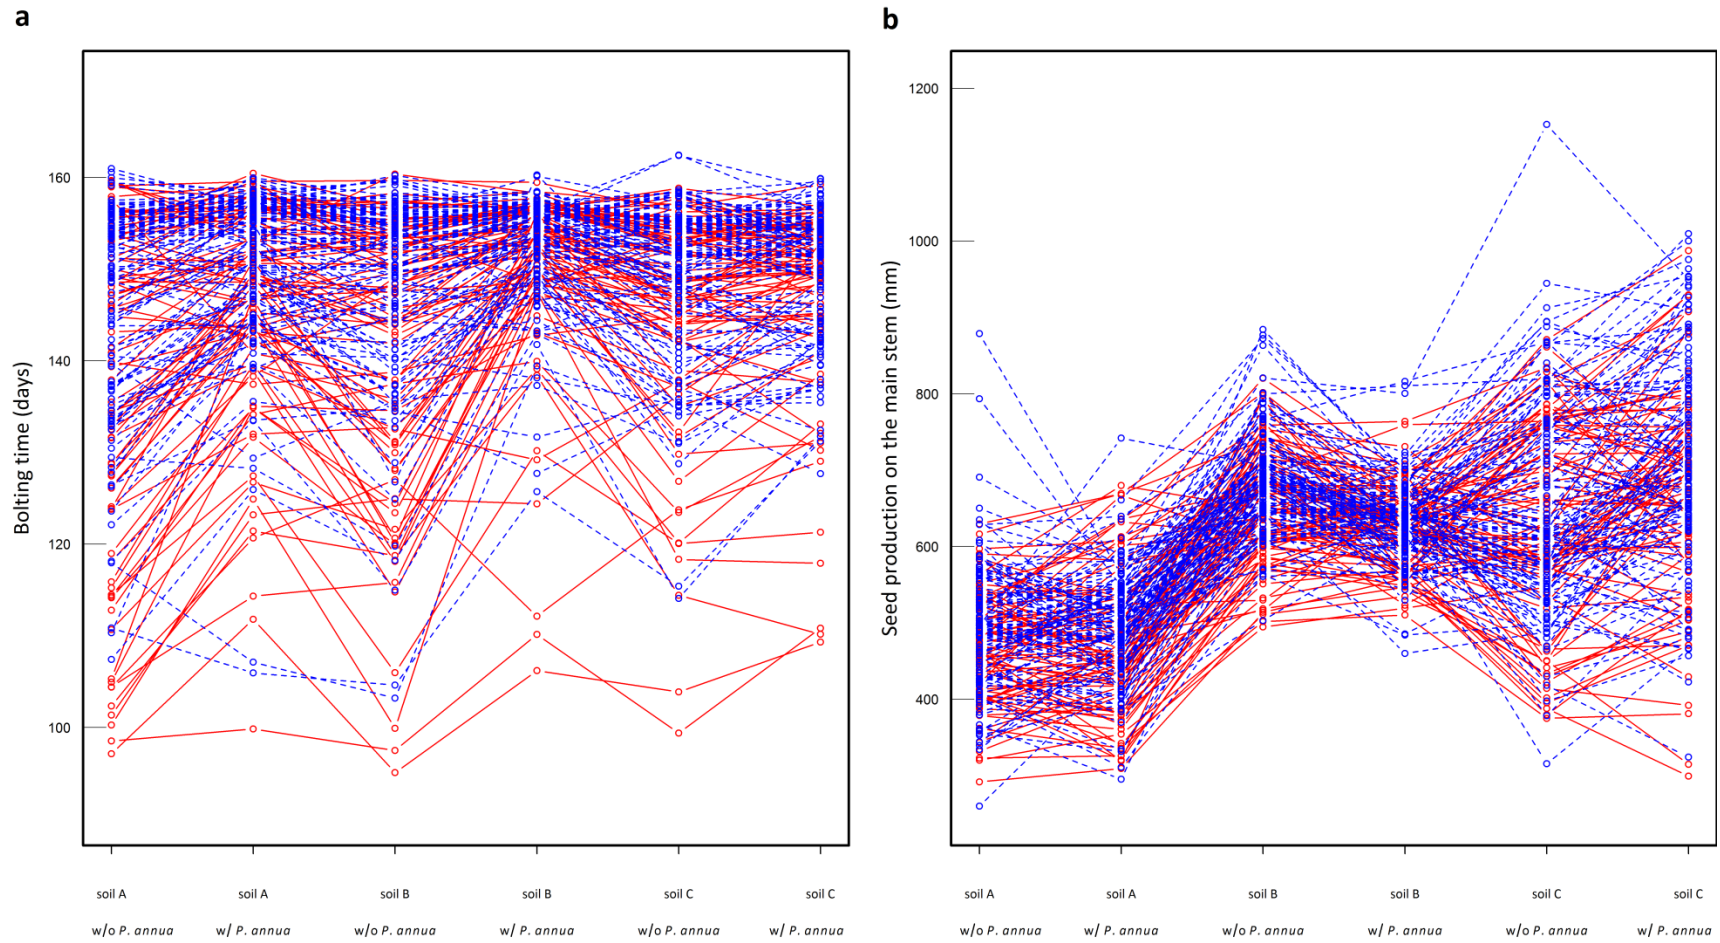 a
Bolting time (days)
160
140
120
100
soil A soil A soil B soil B soil C soil C
w/o P. annua w/ P. annua w/o P. annua w/ P. annua w/o P. annua w/ P. annua
b
Seed production on the main stem (mm)
1200
1000
800
600
400
soil A soil A soil B soil B soil C soil C
w/o P. annua w/ P. annua w/o P. annua w/ P. annua w/o P. annua w/ P. annua